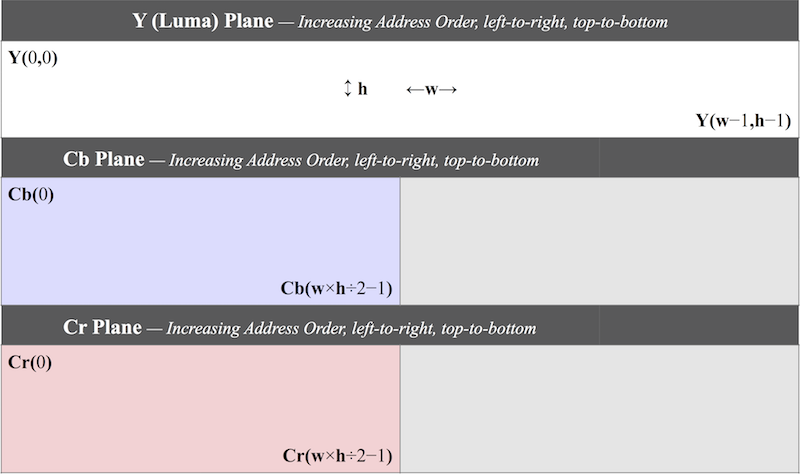 Y (Luma) Plane — Increasing Address Order, left-to-right, top-to-bottom
Y(0,0)
↕ h ←w→
Y(w−1,h−1)
Cb Plane — Increasing Address Order, left-to-right, top-to-bottom
Cb(0)
Cb(w×h÷2−1)
Cr Plane — Increasing Address Order, left-to-right, top-to-bottom
Cr(0)
Cr(w×h÷2−1)